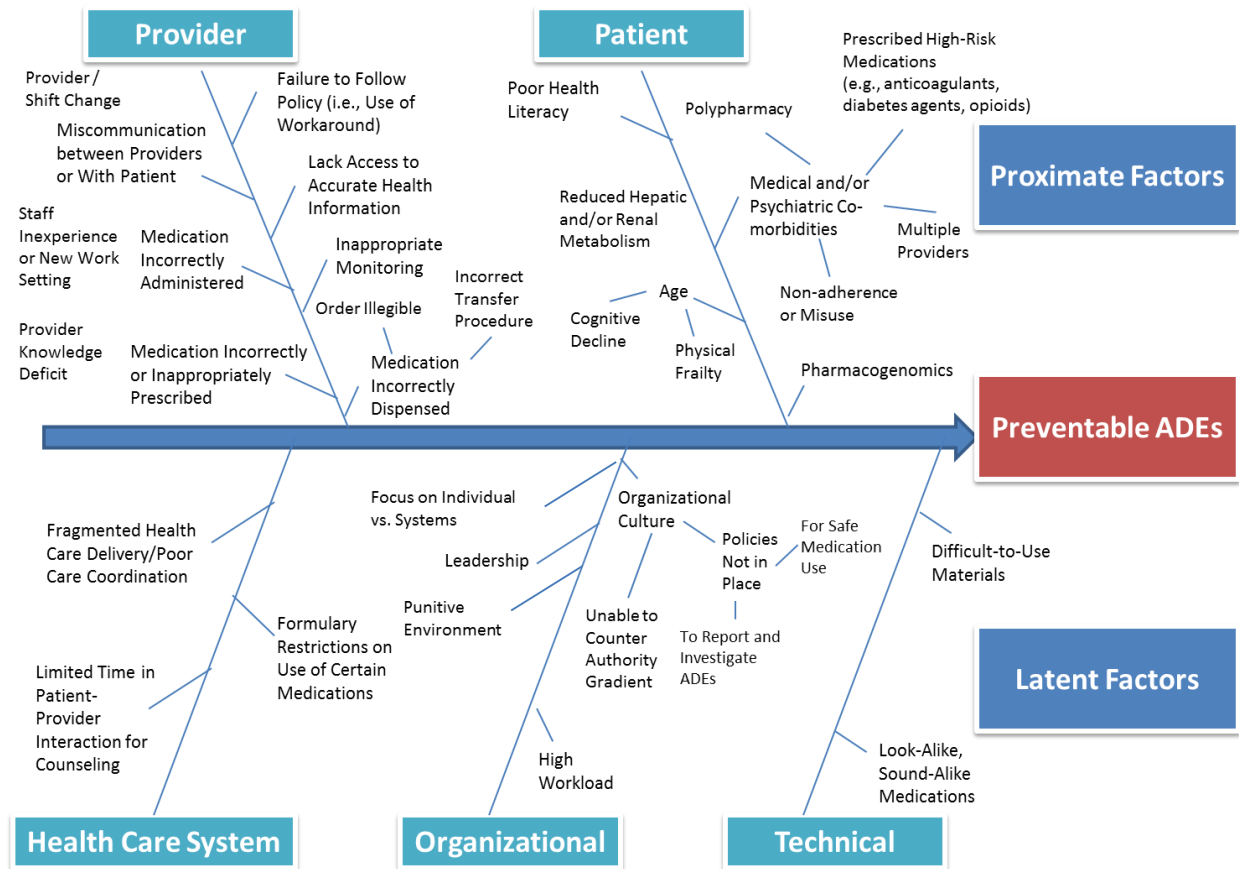 Provider
Patient
Provider /
Shift Change
Failure to Follow
Policy (i.e., Use of
Workaround)
Miscommunication
between Providers
or With Patient
Lack Access to
Accurate Health
Information
Staff
Inexperience
or New Work
Setting
Medication
Incorrectly
Administered
Inappropriate
Monitoring
Order Illegible
Incorrect
Transfer
Procedure
Provider
Knowledge
Deficit
Medication Incorrectly
or Inappropriately
Prescribed
Medication
Incorrectly
Dispensed
Poor Health
Literacy
Polypharmacy
Prescribed High-Risk
Medications
(e.g., anticoagulants,
diabetes agents, opioids)
Reduced Hepatic
and/or Renal
Metabolism
Medical and/or
Psychiatric Co-
morbidities
Multiple
Providers
Non-adherence
or Misuse
Age
Cognitive
Decline
Physical
Frailty
Pharmacogenomics
Proximate Factors
Preventable ADEs
Latent Factors
Fragmented Health
Care Delivery/Poor
Care Coordination
Formulary
Restrictions on
Use of Certain
Medications
Limited Time in
Patient-
Provider
Interaction for
Counseling
Focus on Individual
vs. Systems
Leadership
Punitive
Environment
Organizational
Culture
Policies
Not in
Place
For Safe
Medication
Use
Unable to
Counter
Authority
Gradient
To Report and
Investigate
ADEs
High
Workload
Difficult-to-Use
Materials
Look-Alike,
Sound-Alike
Medications
Health Care System
Organizational
Technical